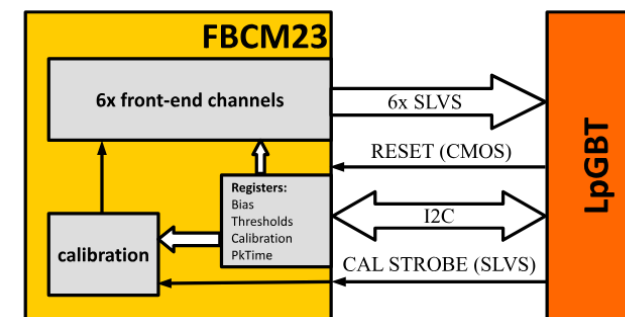 FBCM23
6x front-end channels
6x SLVS
RESET (CMOS)
Registers:
Bias
Thresholds
Calibration
PkTime
I2C
calibration
CAL STROBE (SLVS)
LpGBT